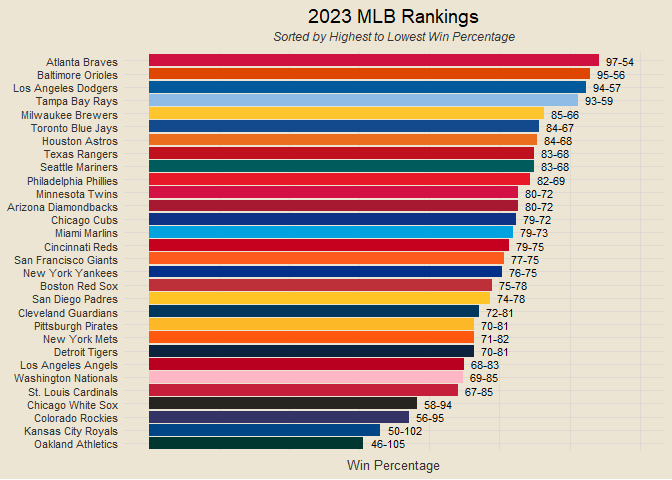 2023 MLB Rankings
Sorted by Highest to Lowest Win Percentage
Atlanta Braves 97-54
Baltimore Orioles 95-56
Los Angeles Dodgers 94-57
Tampa Bay Rays 93-59
Milwaukee Brewers 85-66
Toronto Blue Jays 84-67
Houston Astros 84-68
Texas Rangers 83-68
Seattle Mariners 83-68
Philadelphia Phillies 82-69
Minnesota Twins 80-72
Arizona Diamondbacks 80-72
Chicago Cubs 79-72
Miami Marlins 79-73
Cincinnati Reds 79-75
San Francisco Giants 77-75
New York Yankees 76-75
Boston Red Sox 75-78
San Diego Padres 74-78
Cleveland Guardians 72-81
Pittsburgh Pirates 70-81
New York Mets 71-82
Detroit Tigers 70-81
Los Angeles Angels 68-83
Washington Nationals 69-85
St. Louis Cardinals 67-85
Chicago White Sox 58-94
Colorado Rockies 56-95
Kansas City Royals 50-102
Oakland Athletics 46-105
Win Percentage